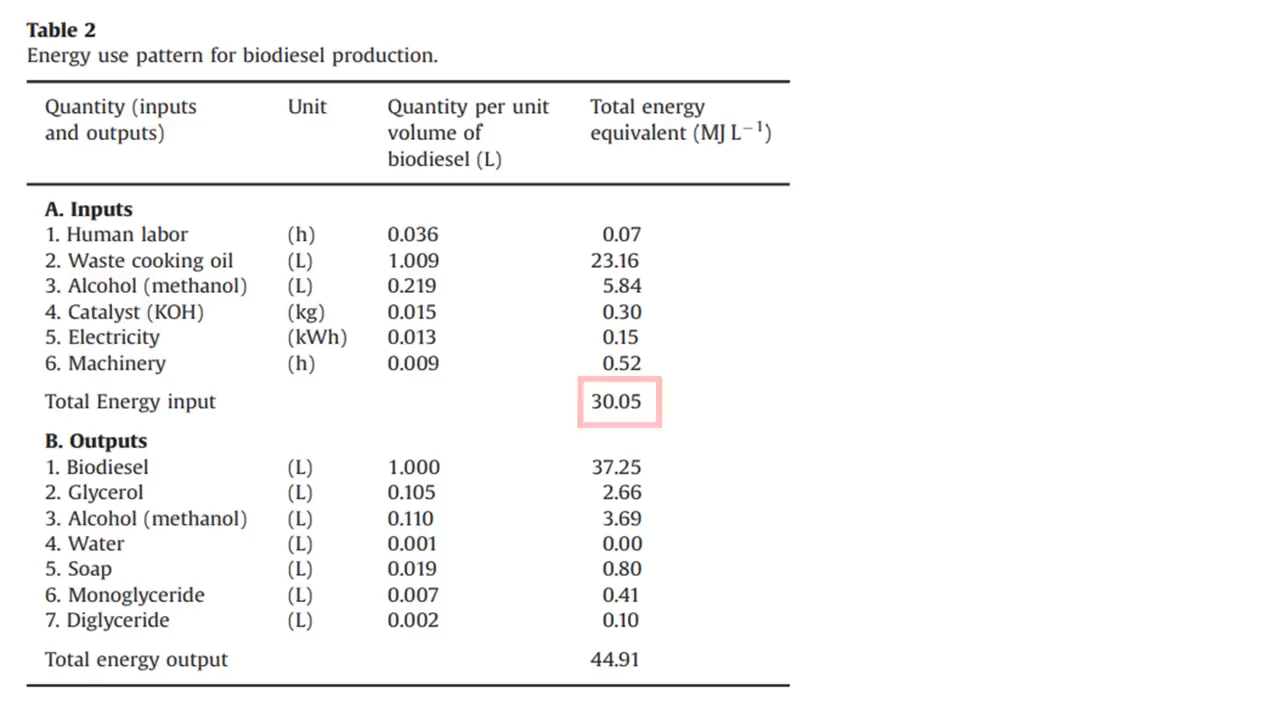 Table 2
Energy use pattern for biodiesel production.
Quantity (inputs and outputs) Unit Quantity per unit volume of biodiesel (L) Total energy equivalent (MJ L⁻¹)
A. Inputs
1. Human labor (h) 0.036 0.07
2. Waste cooking oil (L) 1.009 23.16
3. Alcohol (methanol) (L) 0.219 5.84
4. Catalyst (KOH) (kg) 0.015 0.30
5. Electricity (kWh) 0.013 0.15
6. Machinery (h) 0.009 0.52
Total Energy input 30.05
B. Outputs
1. Biodiesel (L) 1.000 37.25
2. Glycerol (L) 0.105 2.66
3. Alcohol (methanol) (L) 0.110 3.69
4. Water (L) 0.001 0.00
5. Soap (L) 0.019 0.80
6. Monoglyceride (L) 0.007 0.41
7. Diglyceride (L) 0.002 0.10
Total energy output 44.91